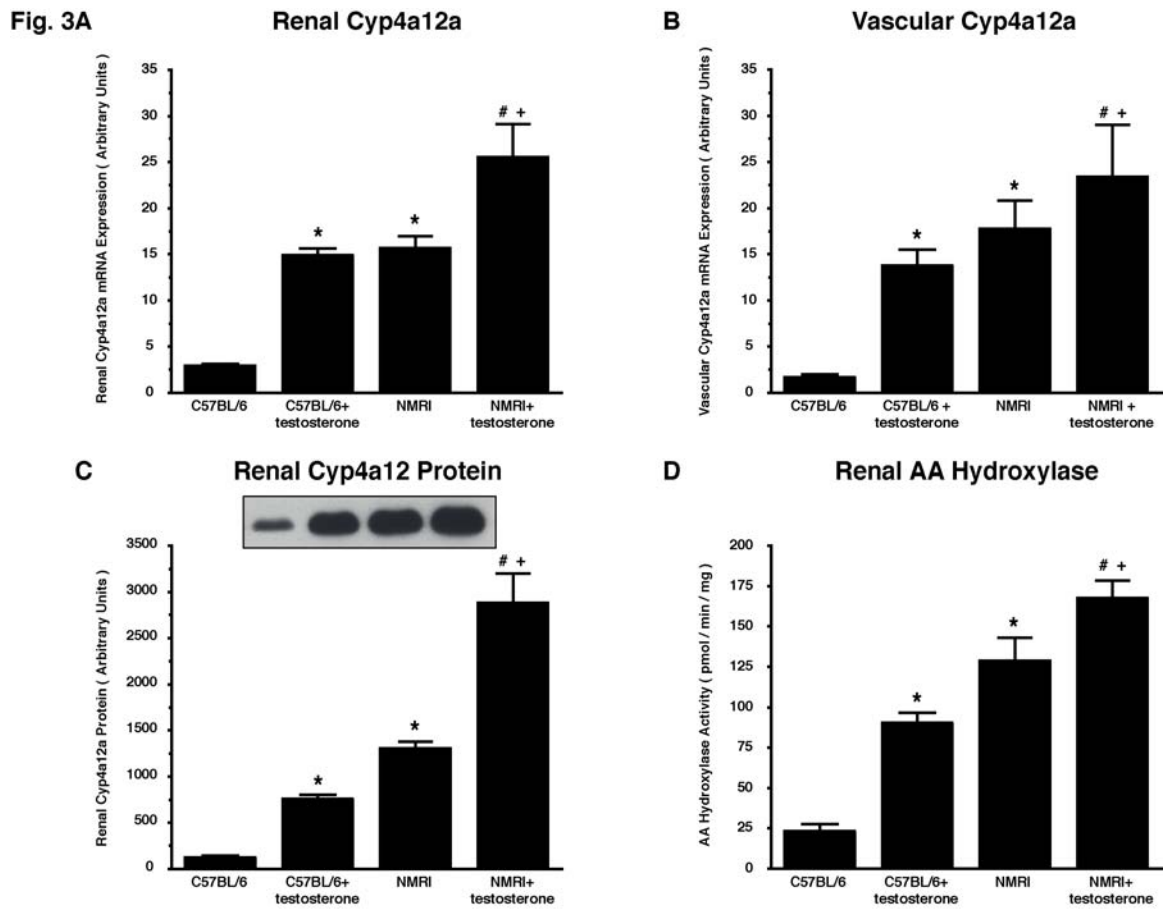 Fig. 3A
Renal Cyp4a12a
Renal Cyp4a12a mRNA Expression ( Arbitrary Units )
35
30
25
20
15
10
5
0
*
*
# +
C57BL/6
C57BL/6+
testosterone
NMRI
NMRI+
testosterone
B
Vascular Cyp4a12a
Vascular Cyp4a12a mRNA Expression ( Arbitrary Units )
35
30
25
20
15
10
5
0
*
*
# +
C57BL/6
C57BL/6 +
testosterone
NMRI
NMRI +
testosterone
C
Renal Cyp4a12 Protein
Renal Cyp4a12a Protein ( Arbitrary Units )
3500
3000
2500
2000
1500
1000
500
0
*
*
# +
C57BL/6
C57BL/6+
testosterone
NMRI
NMRI+
testosterone
D
Renal AA Hydroxylase
AA Hydroxylase Activity ( pmol / min / mg )
200
175
150
125
100
75
50
25
0
*
*
# +
C57BL/6
C57BL/6+
testosterone
NMRI
NMRI+
testosterone